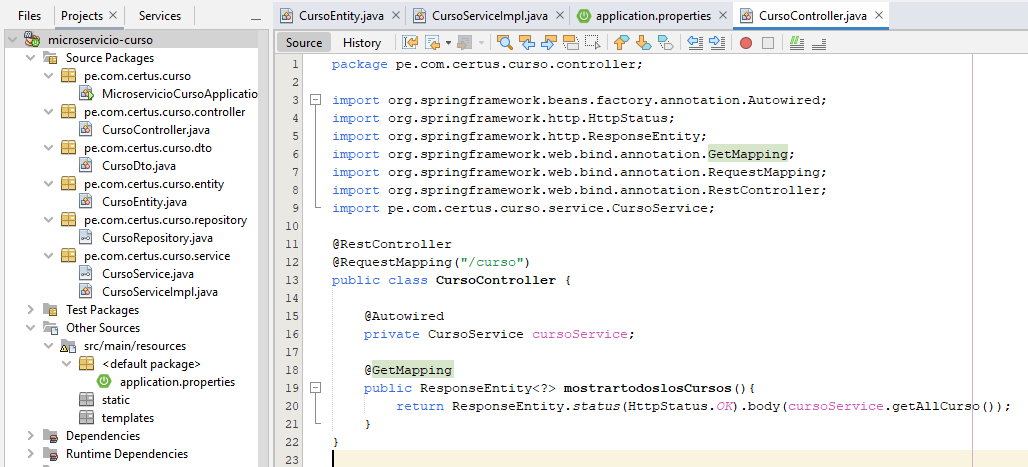 Files Projects × Services
microservicio-curso
Source Packages
pe.com.certus.curso
MicroservicioCursoApplication
pe.com.certus.curso.controller
CursoController.java
pe.com.certus.curso.dto
CursoDto.java
pe.com.certus.curso.entity
CursoEntity.java
pe.com.certus.curso.repository
CursoRepository.java
pe.com.certus.curso.service
CursoService.java
CursoServiceImpl.java
Test Packages
Other Sources
src/main/resources
<default package>
application.properties
static
templates
Dependencies
Runtime Dependencies
CursoEntity.java × CursoServiceImpl.java × application.properties × CursoController.java ×
Source History
1 package pe.com.certus.curso.controller;
2
3 import org.springframework.beans.factory.annotation.Autowired;
4 import org.springframework.http.HttpStatus;
5 import org.springframework.http.ResponseEntity;
6 import org.springframework.web.bind.annotation.GetMapping;
7 import org.springframework.web.bind.annotation.RequestMapping;
8 import org.springframework.web.bind.annotation.RestController;
9 import pe.com.certus.curso.service.CursoService;
10
11 @RestController
12 @RequestMapping("/curso")
13 public class CursoController {
14
15 @Autowired
16 private CursoService cursoService;
17
18 @GetMapping
19 public ResponseEntity<?> mostrartodoslosCursos(){
20 return ResponseEntity.status(HttpStatus.OK).body(cursoService.getAllCurso());
21 }
22 }
23